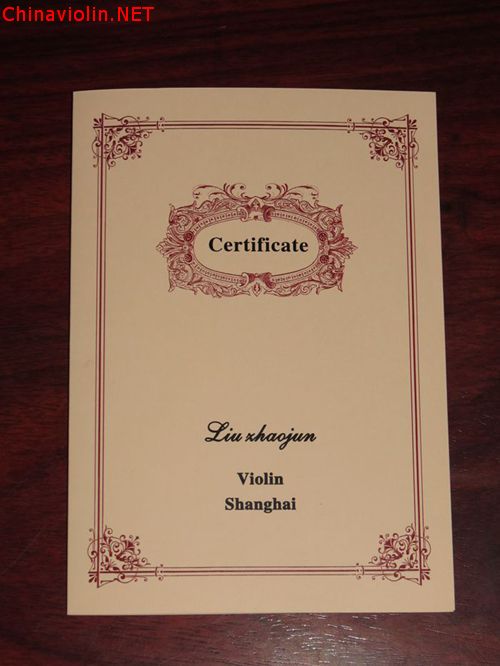 Chinaviolin.NET
Certificate
Liu zhaojun
Violin
Shanghai